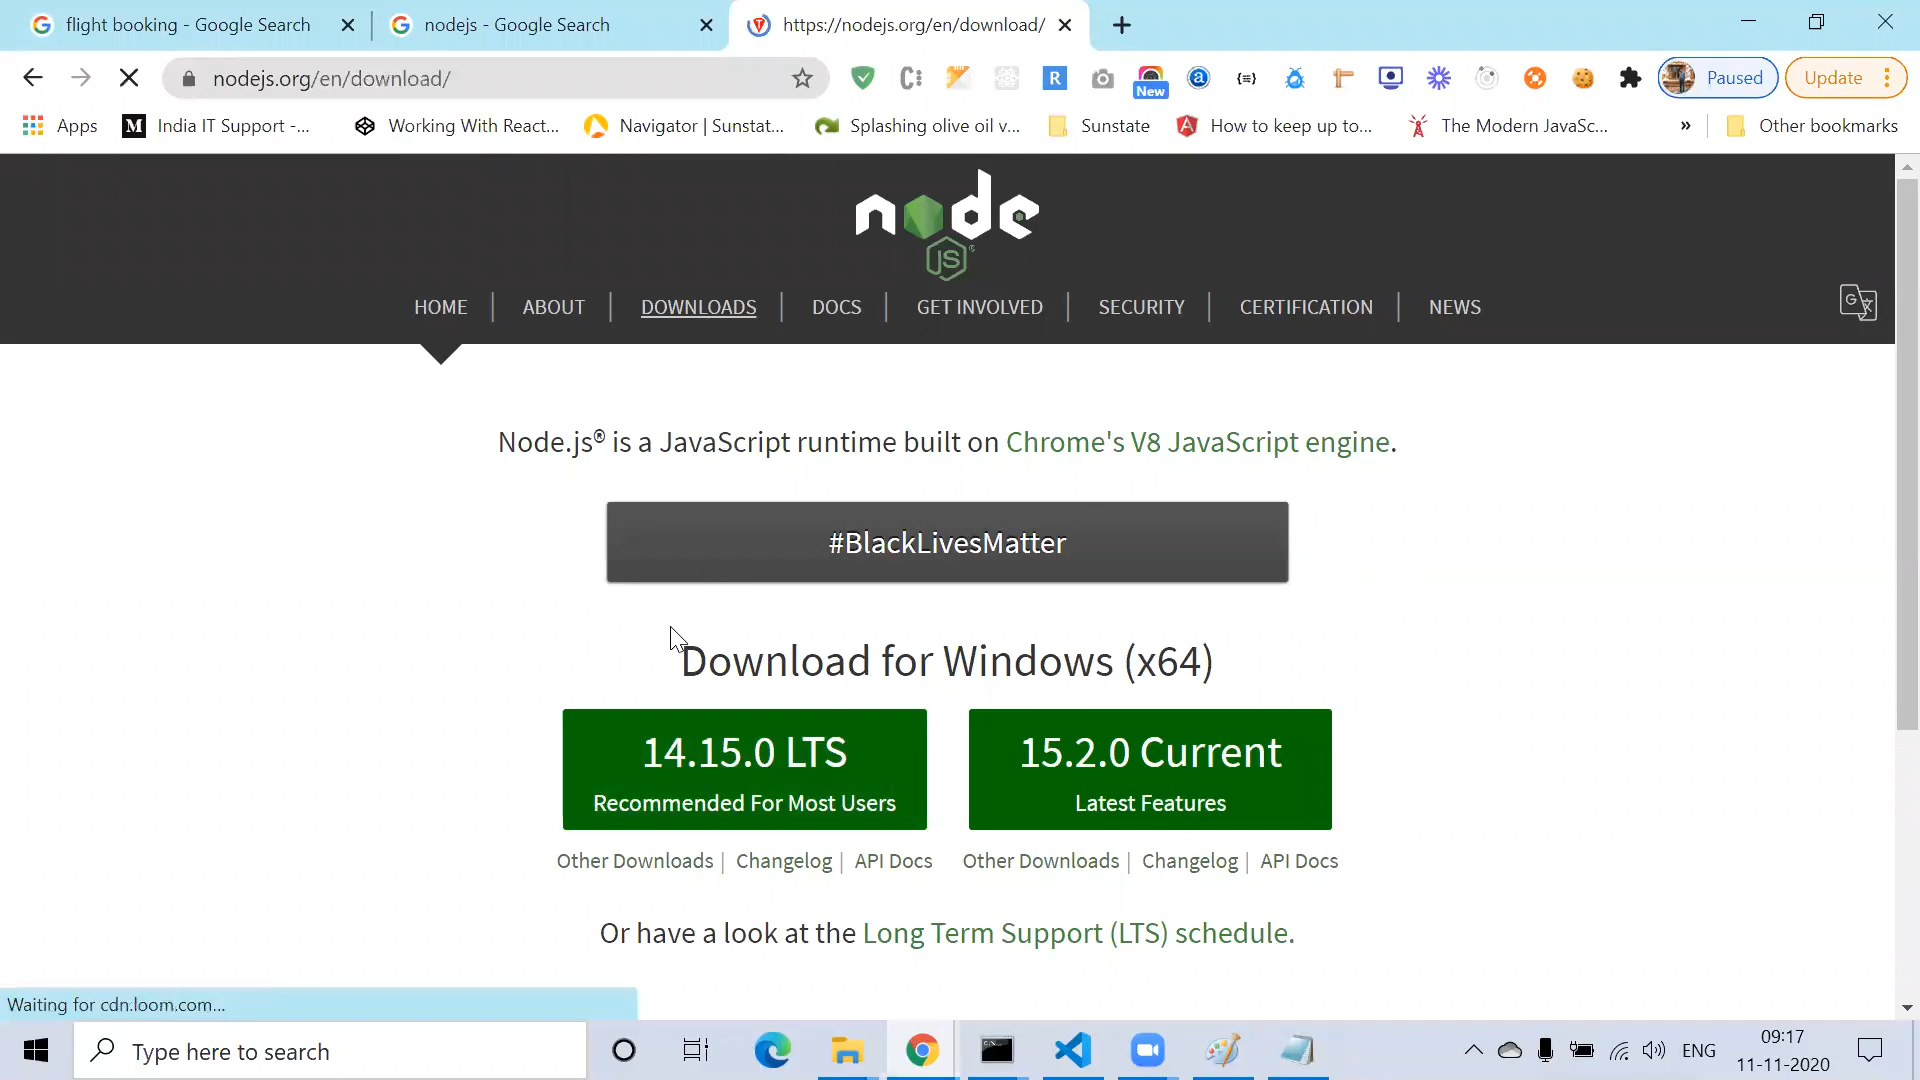 flight booking - Google Search
nodejs - Google Search
https://nodejs.org/en/download/
nodejs.org/en/download/
New
Paused
Update
Apps
India IT Support -...
Working With React...
Navigator | Sunstat...
Splashing olive oil v...
Sunstate
How to keep up to...
The Modern JavaSc...
»
Other bookmarks
node
JS
HOME
ABOUT
DOWNLOADS
DOCS
GET INVOLVED
SECURITY
CERTIFICATION
NEWS
Node.js® is a JavaScript runtime built on Chrome's V8 JavaScript engine.
#BlackLivesMatter
Download for Windows (x64)
14.15.0 LTS
Recommended For Most Users
15.2.0 Current
Latest Features
Other Downloads | Changelog | API Docs
Other Downloads | Changelog | API Docs
Or have a look at the Long Term Support (LTS) schedule.
Waiting for cdn.loom.com...
Type here to search
ENG
09:17
11-11-2020